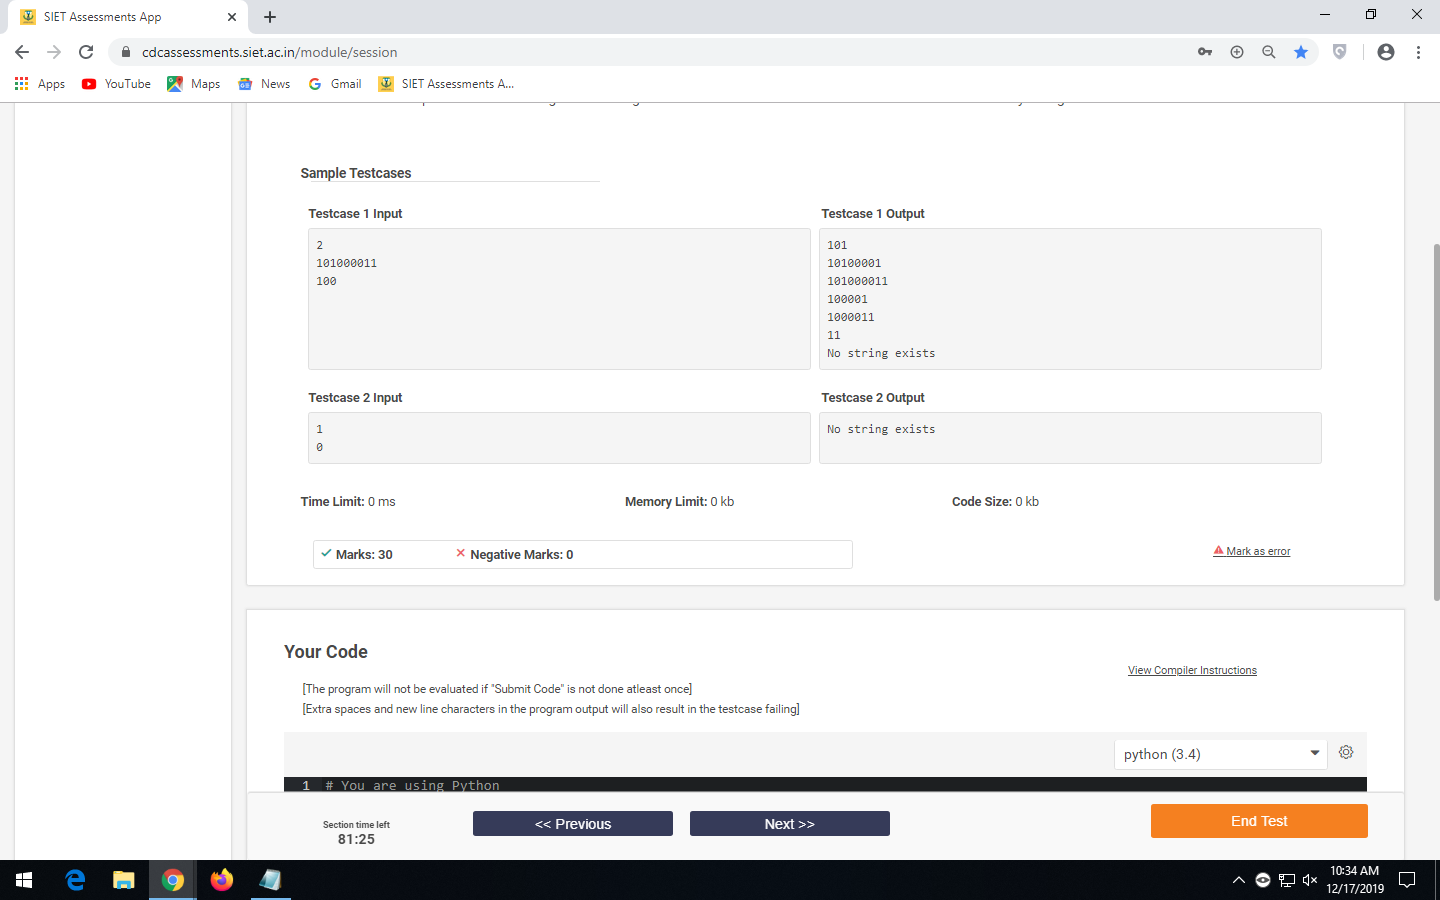 SIET Assessments App
cdcassessments.siet.ac.in/module/session
Apps YouTube Maps News Gmail SIET Assessments A...
Sample Testcases
Testcase 1 Input Testcase 1 Output
2
101000011
100
101
10100001
101000011
100001
1000011
11
No string exists
Testcase 2 Input Testcase 2 Output
1
0
No string exists
Time Limit: 0 ms Memory Limit: 0 kb Code Size: 0 kb
Marks: 30 Negative Marks: 0 Mark as error
Your Code
View Compiler Instructions
[The program will not be evaluated if "Submit Code" is not done atleast once]
[Extra spaces and new line characters in the program output will also result in the testcase failing]
python (3.4)
1 # You are using Python
Section time left
81:25
<< Previous Next >> End Test
10:34 AM
12/17/2019